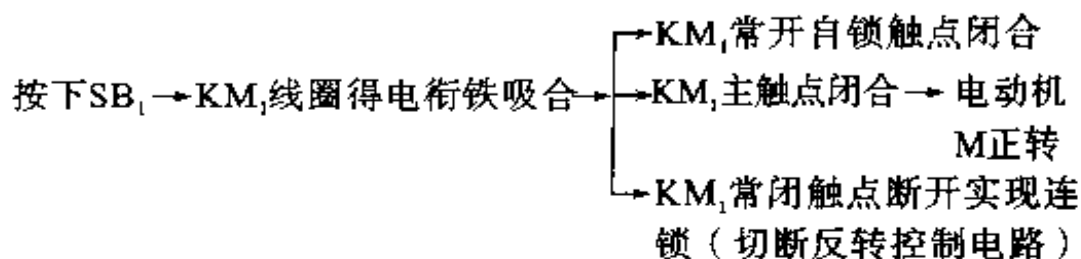 KM₁常开自锁触点闭合
按下SB₁→KM₁线圈得电衔铁吸合→KM₁主触点闭合→电动机
M正转
KM₁常闭触点断开实现连
锁（切断反转控制电路）